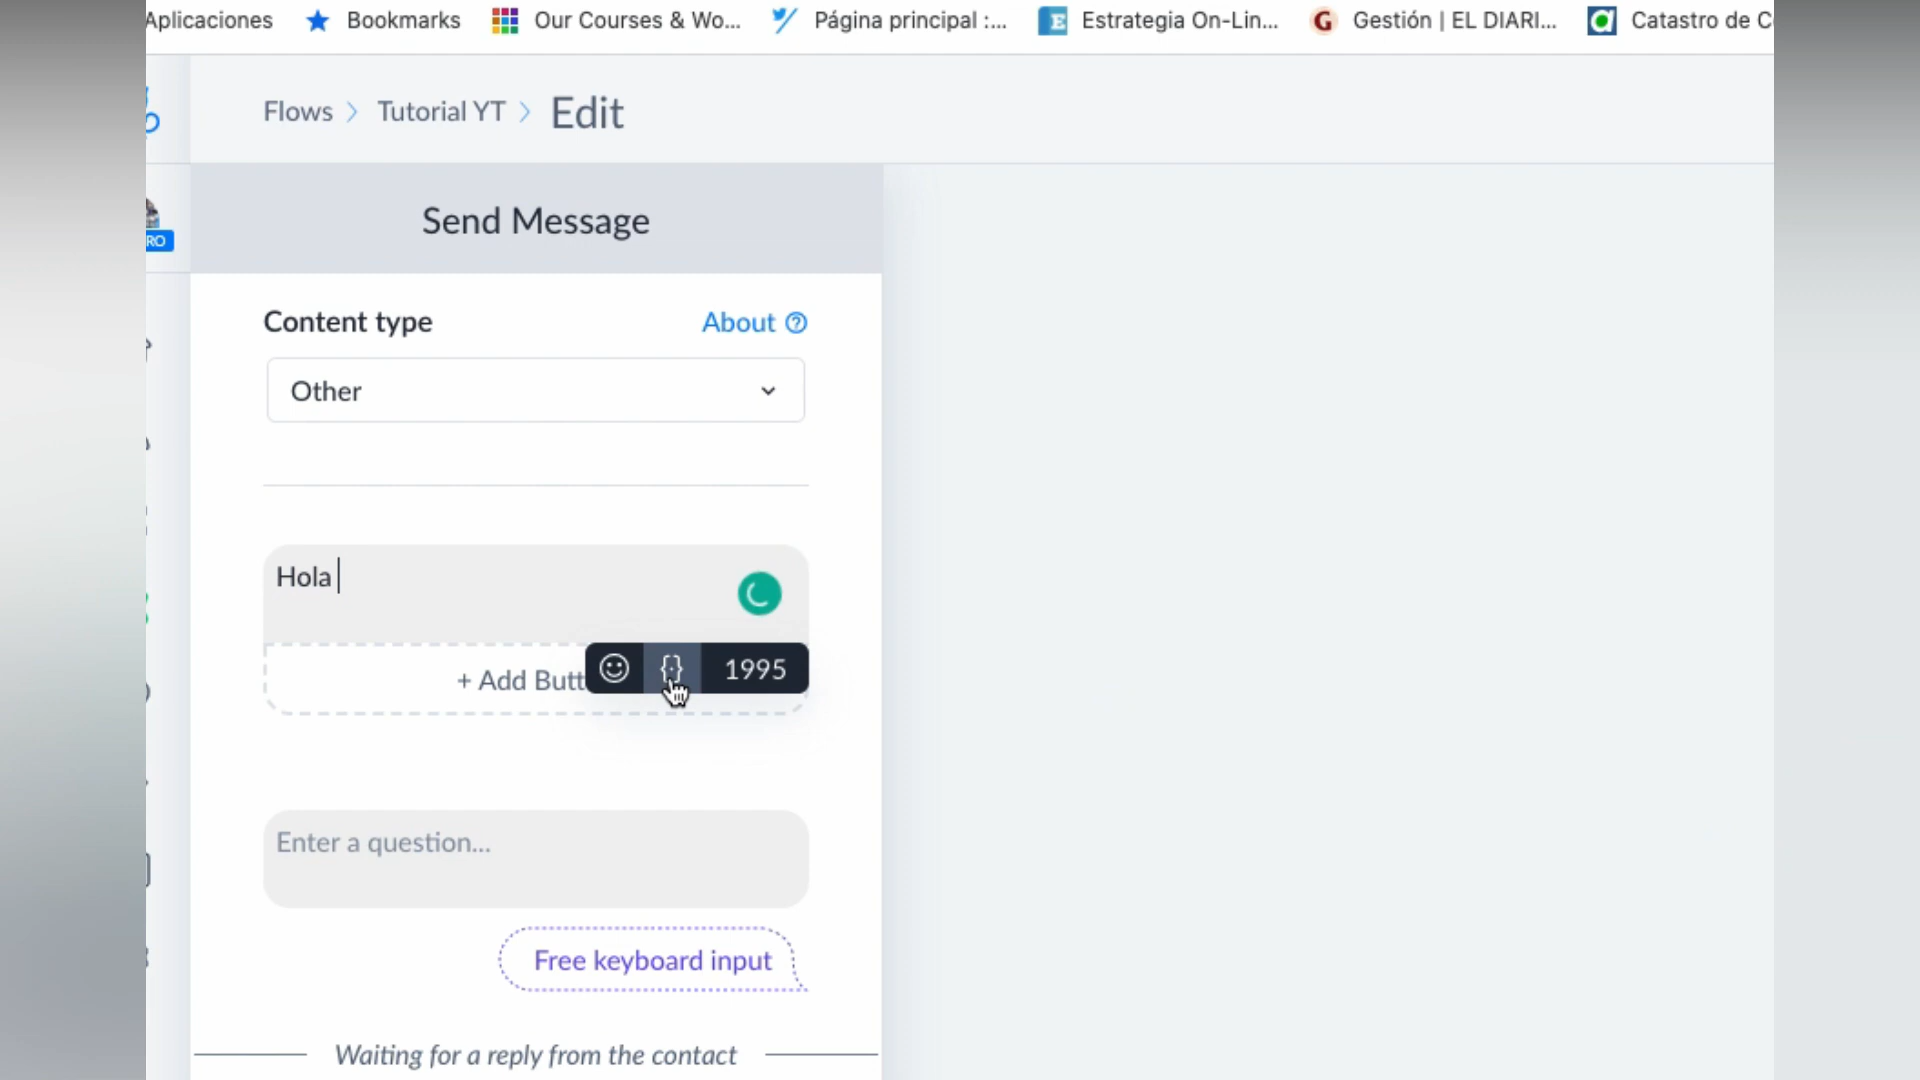 Aplicaciones Bookmarks Our Courses & Wo... Página principal :... Estrategia On-Lin... Gestión | EL DIARI... Catastro de C
Flows > Tutorial YT > Edit
RO
Send Message
Content type About
Other
Hola
+ Add Butt
{·} 1995
Enter a question...
Free keyboard input
Waiting for a reply from the contact